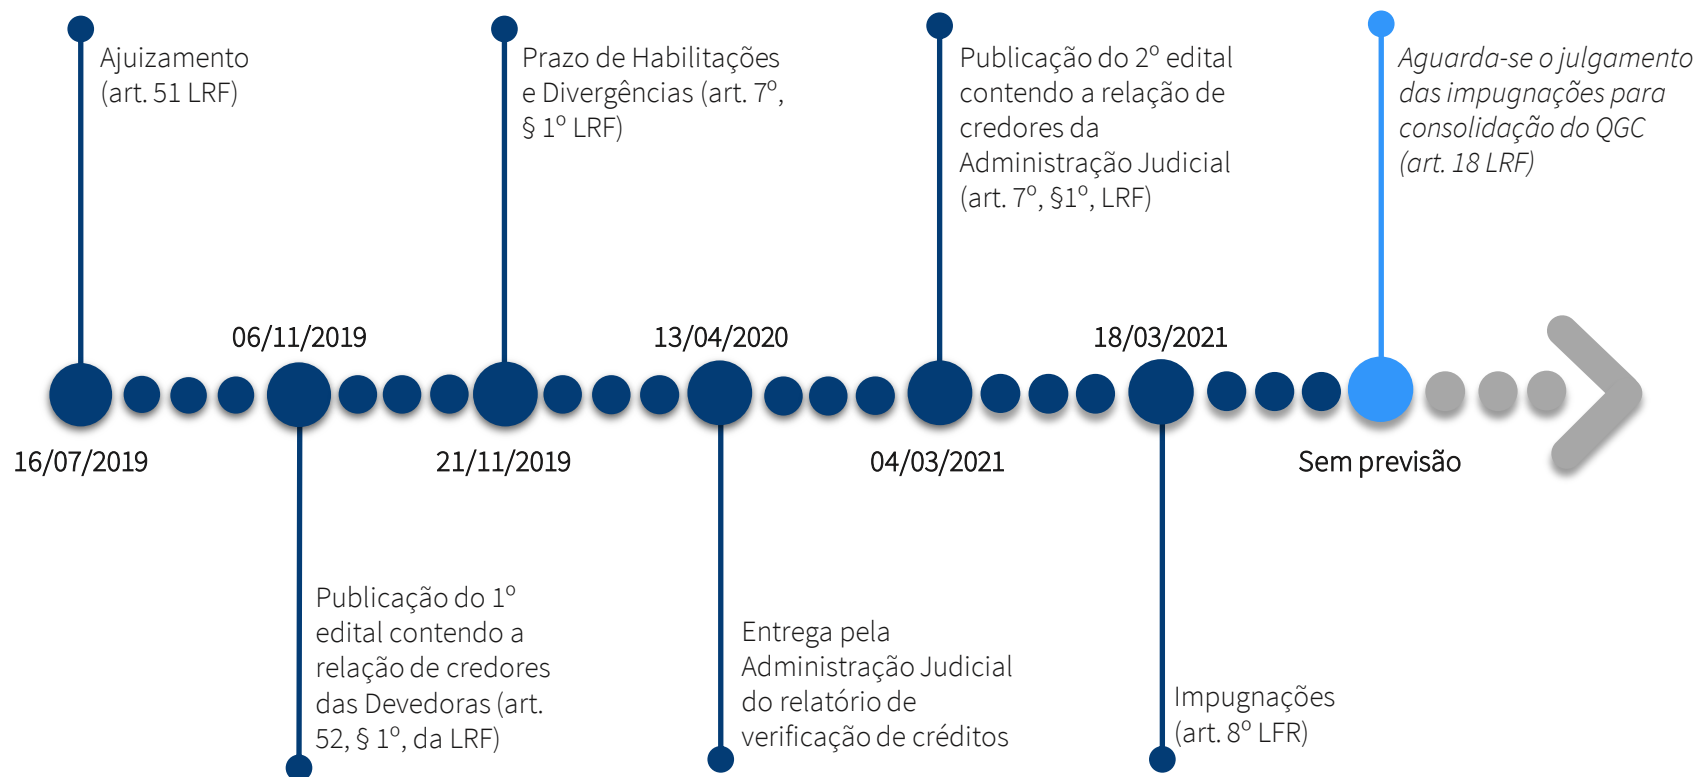 Ajuizamento
(art. 51 LRF)
Prazo de Habilitações
e Divergências (art. 7º,
§ 1º LRF)
Publicação do 2º edital
contendo a relação de
credores da
Administração Judicial
(art. 7º, §1º, LRF)
Aguarda-se o julgamento
das impugnações para
consolidação do QGC
(art. 18 LRF)
06/11/2019
13/04/2020
18/03/2021
16/07/2019
21/11/2019
04/03/2021
Sem previsão
Publicação do 1º
edital contendo a
relação de credores
das Devedoras (art.
52, § 1º, da LRF)
Entrega pela
Administração Judicial
do relatório de
verificação de créditos
Impugnações
(art. 8º LFR)